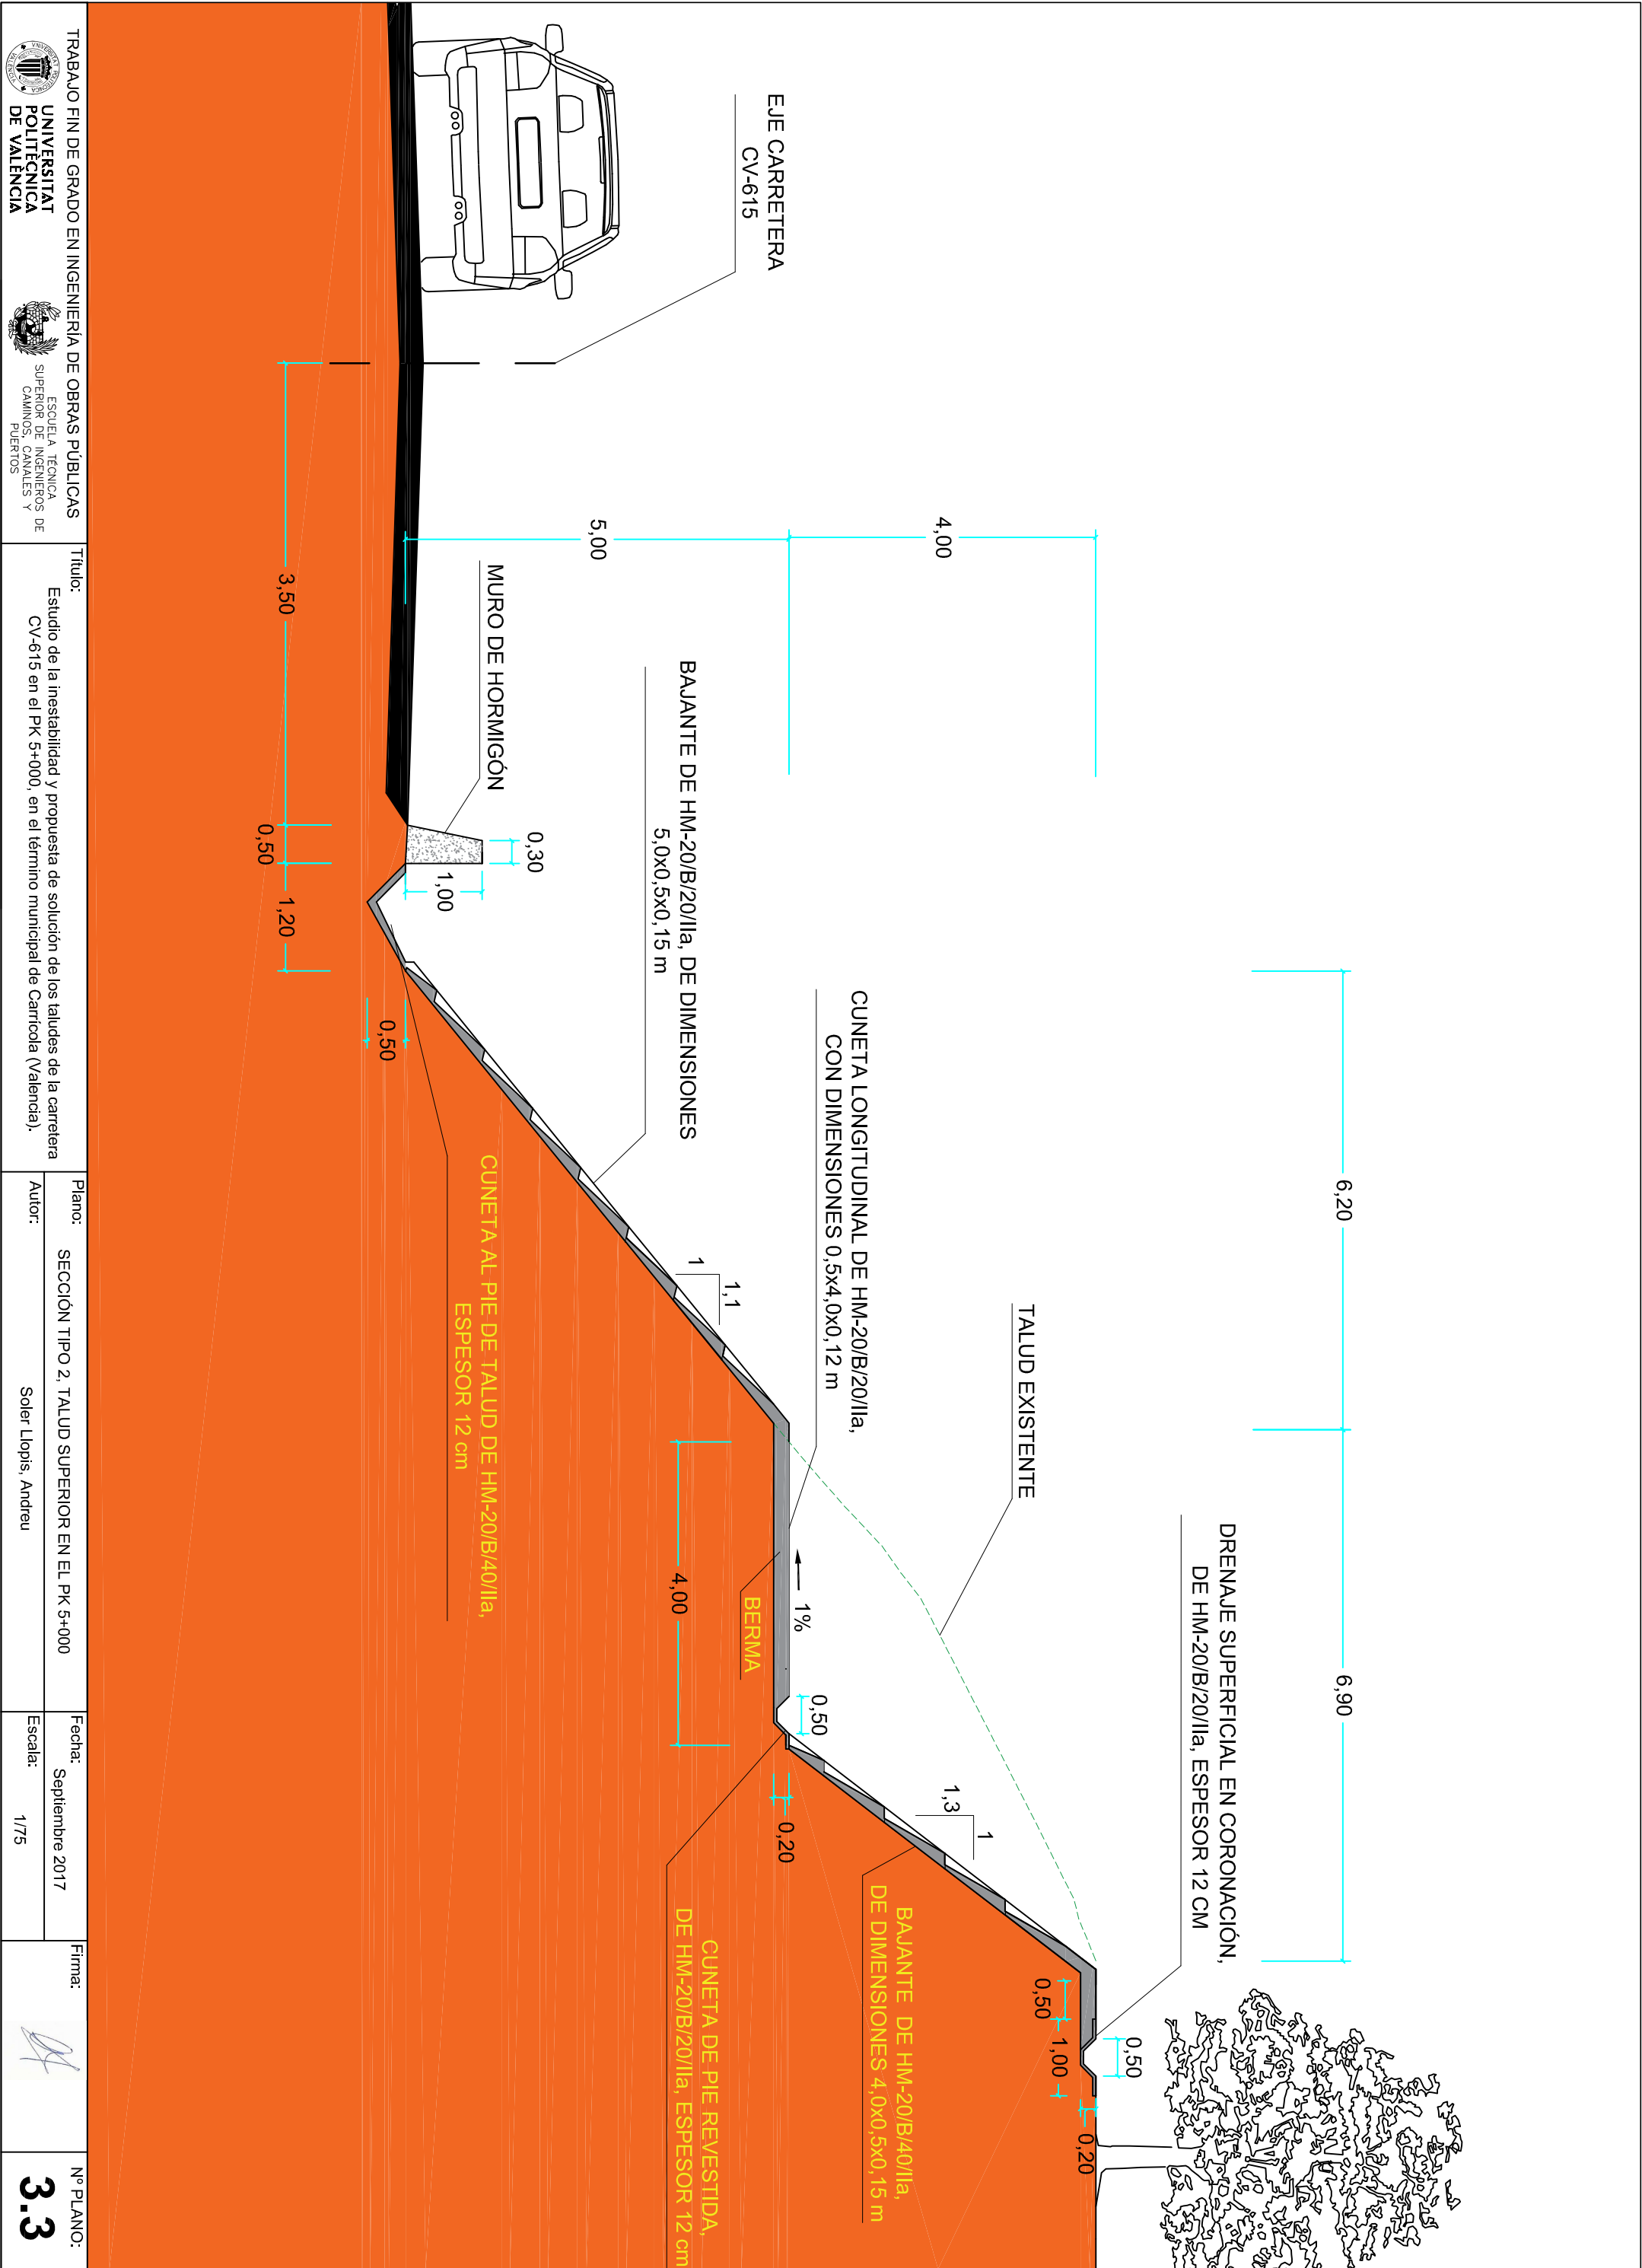 EJE CARRETERA
CV-615
MURO DE HORMIGÓN
BAJANTE DE HM-20/B/20/IIa, DE DIMENSIONES
5,0x0,5x0,15 m
CUNETA LONGITUDINAL DE HM-20/B/20/IIa,
CON DIMENSIONES 0,5x4,0x0,12 m
TALUD EXISTENTE
DRENAJE SUPERFICIAL EN CORONACIÓN,
DE HM-20/B/20/IIa, ESPESOR 12 CM
6,20
6,90
4,00
5,00
3,50
0,50
1,20
0,30
1,00
0,50
1
1,1
1%
0,50
4,00
BERMA
0,20
1,3
1
0,50
1,00
0,50
0,20
CUNETA AL PIE DE TALUD DE HM-20/B/40/IIa,
ESPESOR 12 cm
BAJANTE DE HM-20/B/40/IIa,
DE DIMENSIONES 4,0x0,5x0,15 m
CUNETA DE PIE REVESTIDA,
DE HM-20/B/20/IIa, ESPESOR 12 cm
TRABAJO FIN DE GRADO EN INGENIERÍA DE OBRAS PÚBLICAS
UNIVERSITAT
POLITÈCNICA
DE VALÈNCIA
ESCUELA TÉCNICA
SUPERIOR DE INGENIEROS DE
CAMINOS, CANALES Y
PUERTOS
Título:
Estudio de la inestabilidad y propuesta de solución de los taludes de la carretera
CV-615 en el PK 5+000, en el término municipal de Carrícola (Valencia).
Plano:
SECCIÓN TIPO 2, TALUD SUPERIOR EN EL PK 5+000
Autor:
Soler Llopis, Andreu
Fecha:
Septiembre 2017
Escala:
1/75
Firma:
Nº PLANO:
3.3